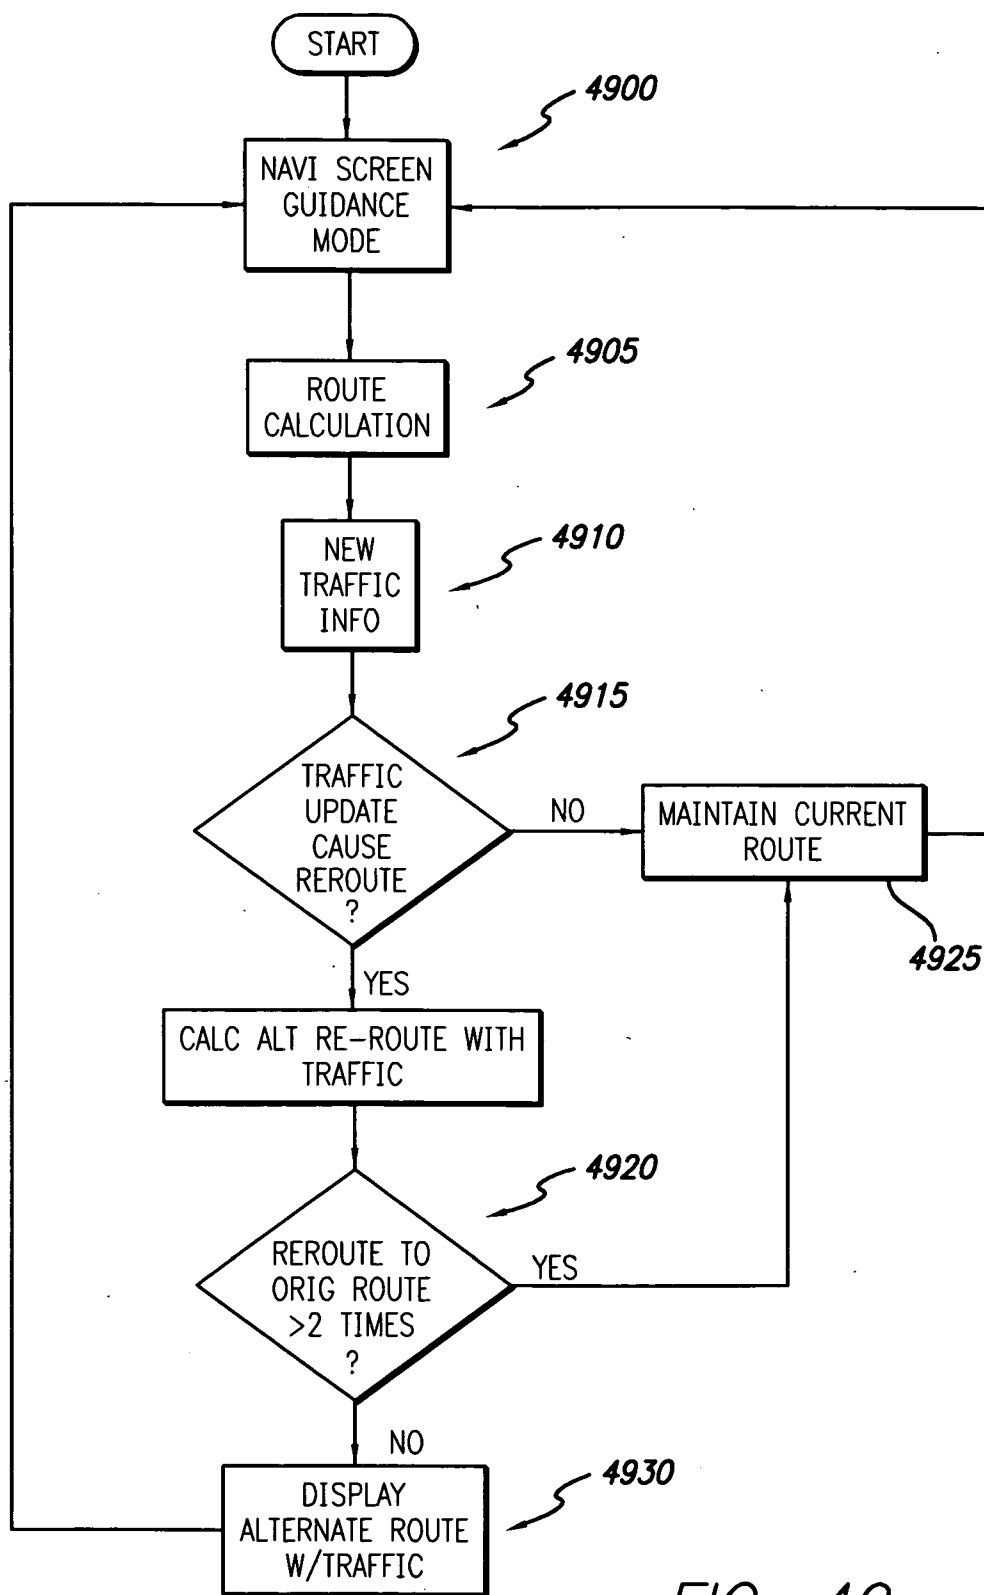 START
4900
NAVI SCREEN
GUIDANCE
MODE
4905
ROUTE
CALCULATION
4910
NEW
TRAFFIC
INFO
4915
TRAFFIC
UPDATE
CAUSE
REROUTE
?
NO
MAINTAIN CURRENT
ROUTE
4925
YES
CALC ALT RE-ROUTE WITH
TRAFFIC
4920
REROUTE TO
ORIG ROUTE
>2 TIMES
?
YES
NO
4930
DISPLAY
ALTERNATE ROUTE
W/TRAFFIC